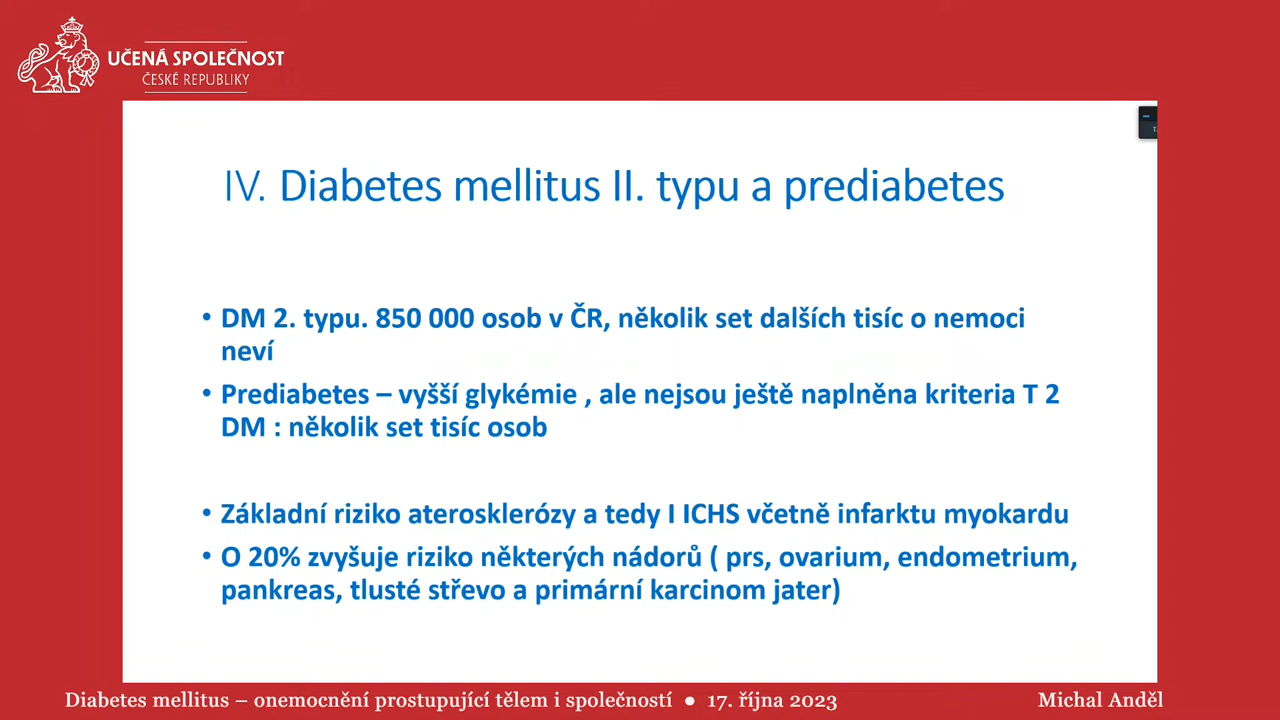 UČENÁ SPOLEČNOST
ČESKÉ REPUBLIKY
IV. Diabetes mellitus II. typu a prediabetes
• DM 2. typu. 850 000 osob v ČR, několik set dalších tisíc o nemoci
neví
• Prediabetes – vyšší glykémie , ale nejsou ještě naplněna kriteria T 2
DM : několik set tisíc osob
• Základní riziko aterosklerózy a tedy I ICHS včetně infarktu myokardu
• O 20% zvyšuje riziko některých nádorů ( prs, ovarium, endometrium,
pankreas, tlusté střevo a primární karcinom jater)
Diabetes mellitus – onemocnění prostupující tělem i společností ● 17. října 2023
Michal Anděl